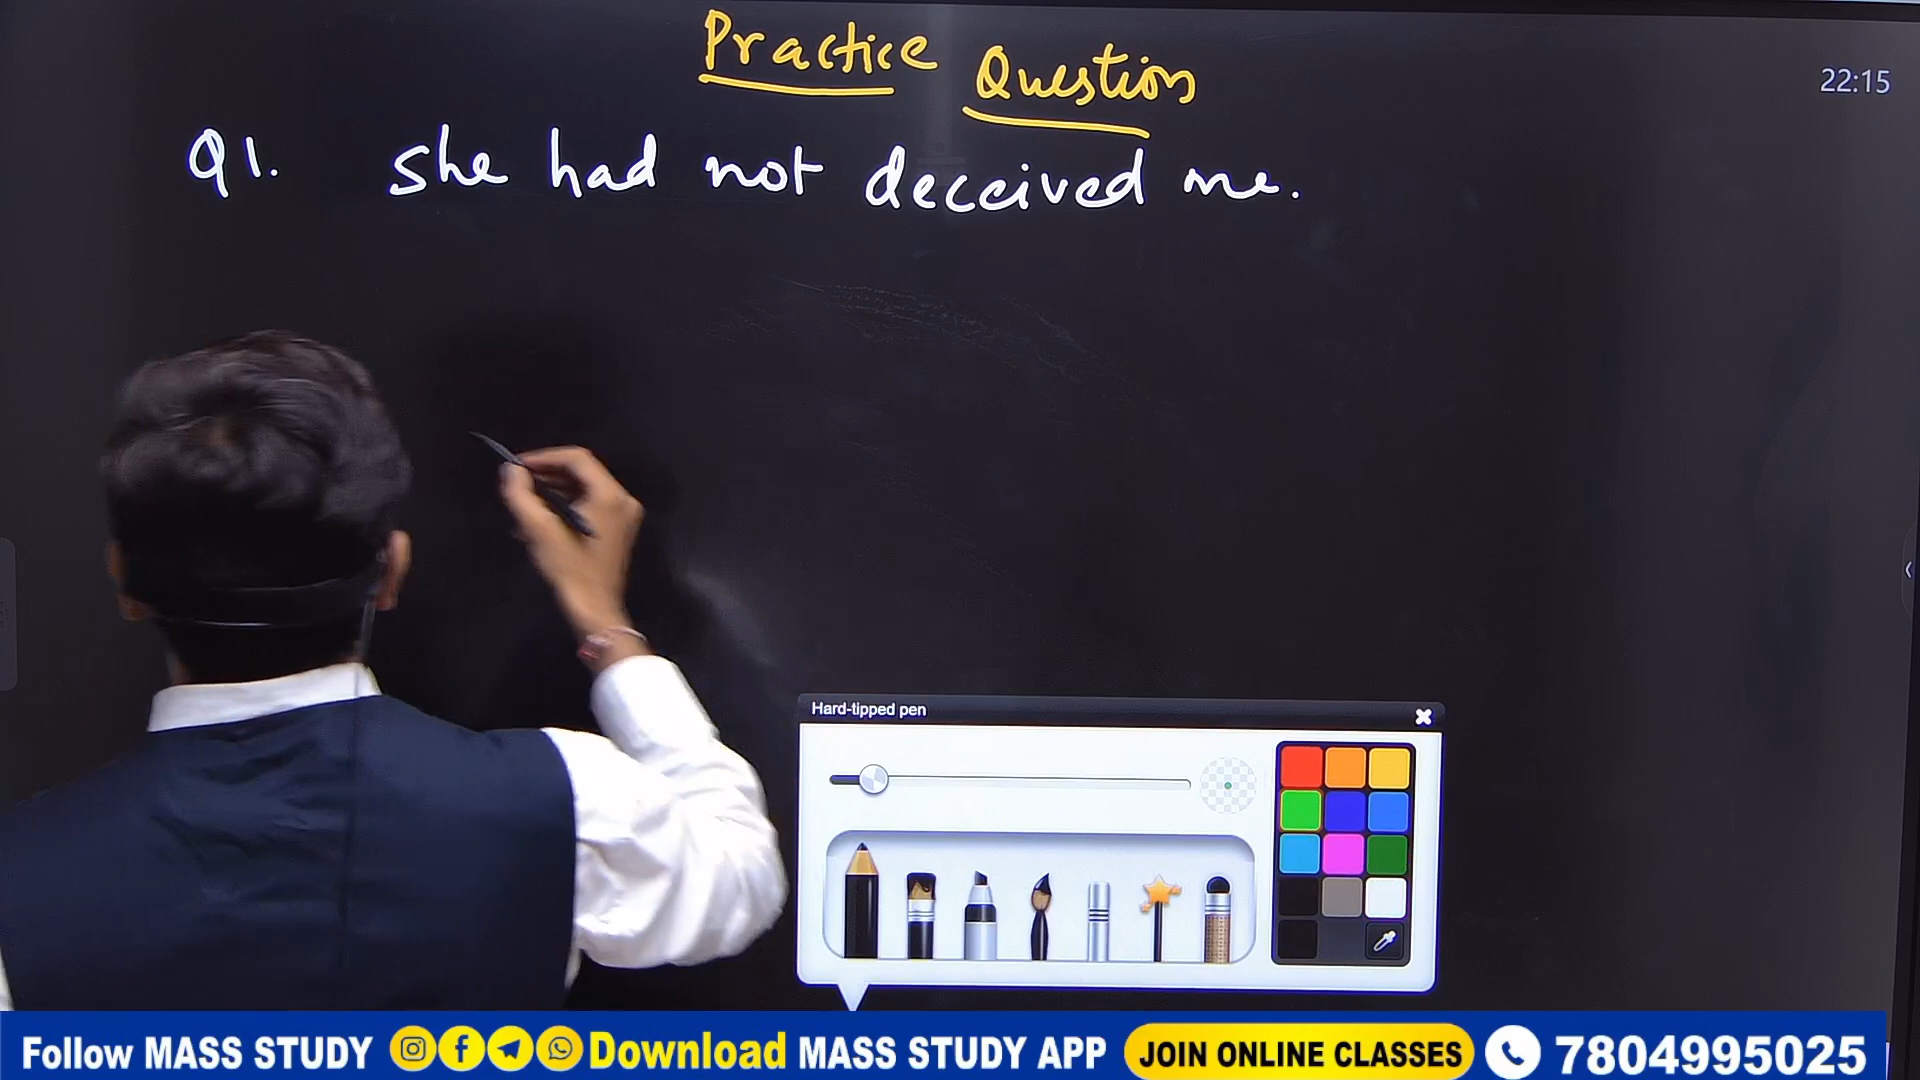 Practice Question
22:15
Q1. She had not deceived me.
Hard-tipped pen
Follow MASS STUDY Download MASS STUDY APP JOIN ONLINE CLASSES 7804995025